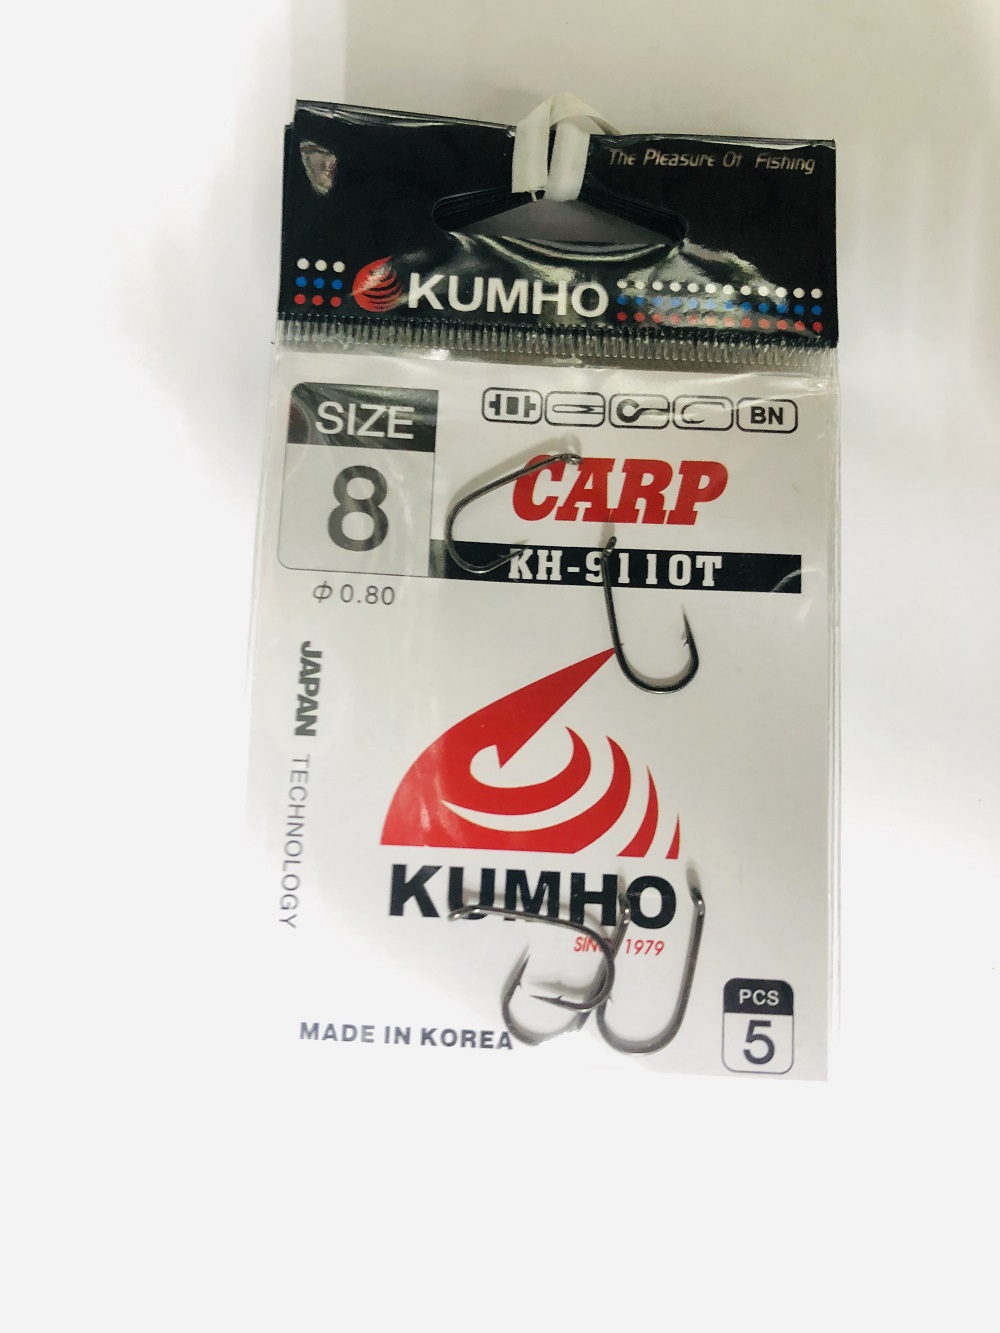 The Pleasure Of Fishing
KUMHO
SIZE
8
Φ0.80
BN
CARP
KH-9110T
JAPAN TECHNOLOGY
KUMHO
1979
MADE IN KOREA
PCS
5